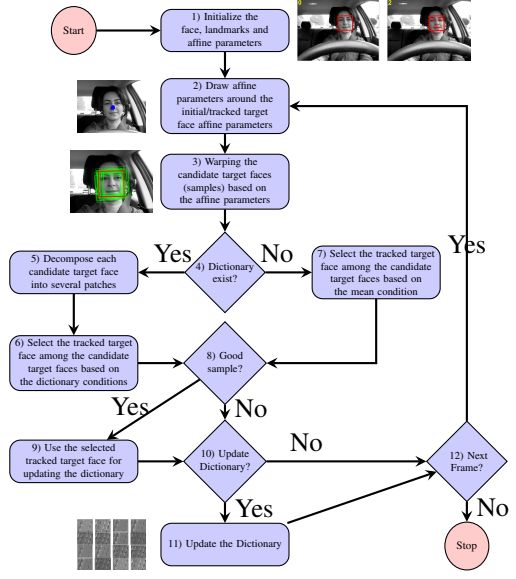 Start
1) Initialize the
face, landmarks and
affine parameters
0
2
2) Draw affine
parameters around the
initial/tracked target
face affine parameters
3) Warping the
candidate target faces
(samples) based on
the affine parameters
4) Dictionary
exist?
Yes
No
5) Decompose each
candidate target face
into several patches
7) Select the tracked target
face among the candidate
target faces based on
the mean condition
6) Select the tracked target
face among the candidate
target faces based on
the dictionary conditions
8) Good
sample?
Yes
No
9) Use the selected
tracked target face for
updating the dictionary
10) Update
Dictionary?
No
Yes
11) Update the Dictionary
12) Next
Frame?
Yes
No
Stop